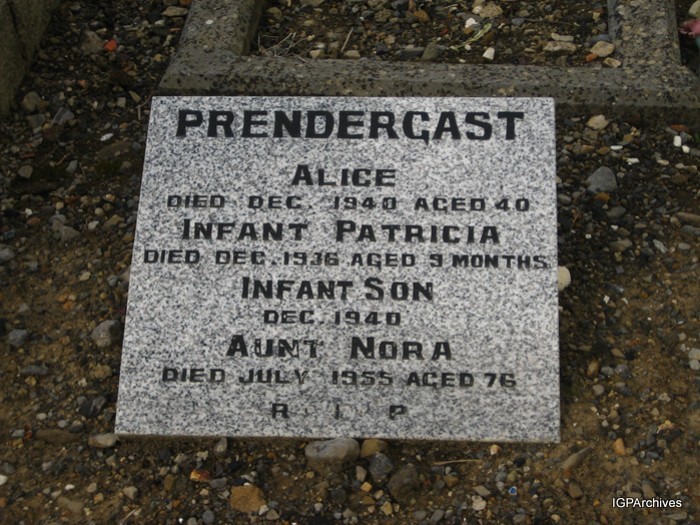 PRENDERGAST
ALICE
DIED DEC. 1940 AGED 40
INFANT PATRICIA
DIED DEC. 1936 AGED 9 MONTHS
INFANT SON
DEC. 1940
AUNT NORA
DIED JULY 1955 AGED 76
R I P
IGPArchives